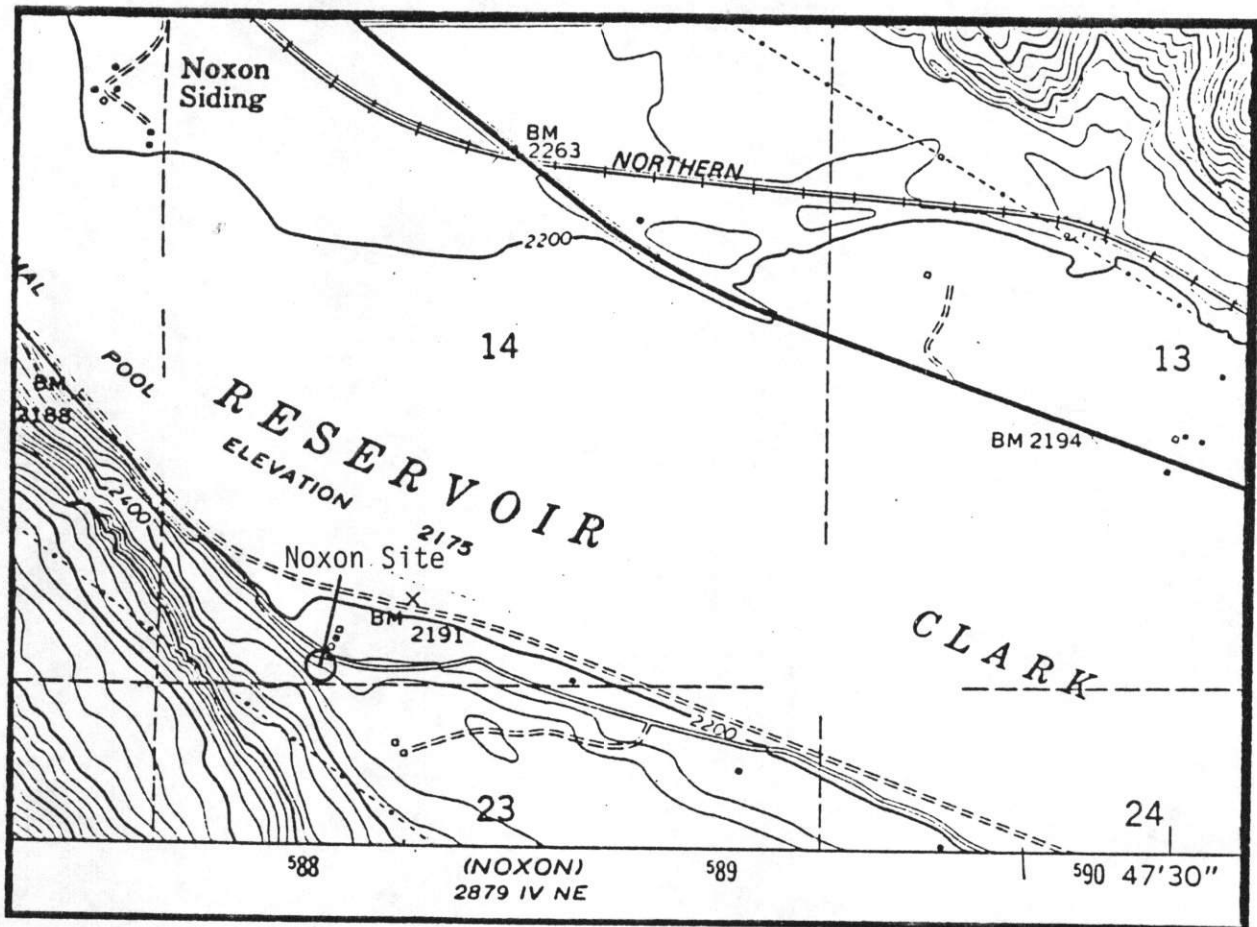 Noxon
Siding
BM
2263
NORTHERN
2200
MAL
POOL
14
13
BM
2188
RESERVOIR
ELEVATION
2175
BM 2194
2400
Noxon Site
BM
2191
CLARK
2200
23
24
588
(NOXON)
2879 IV NE
589
590 47'30"